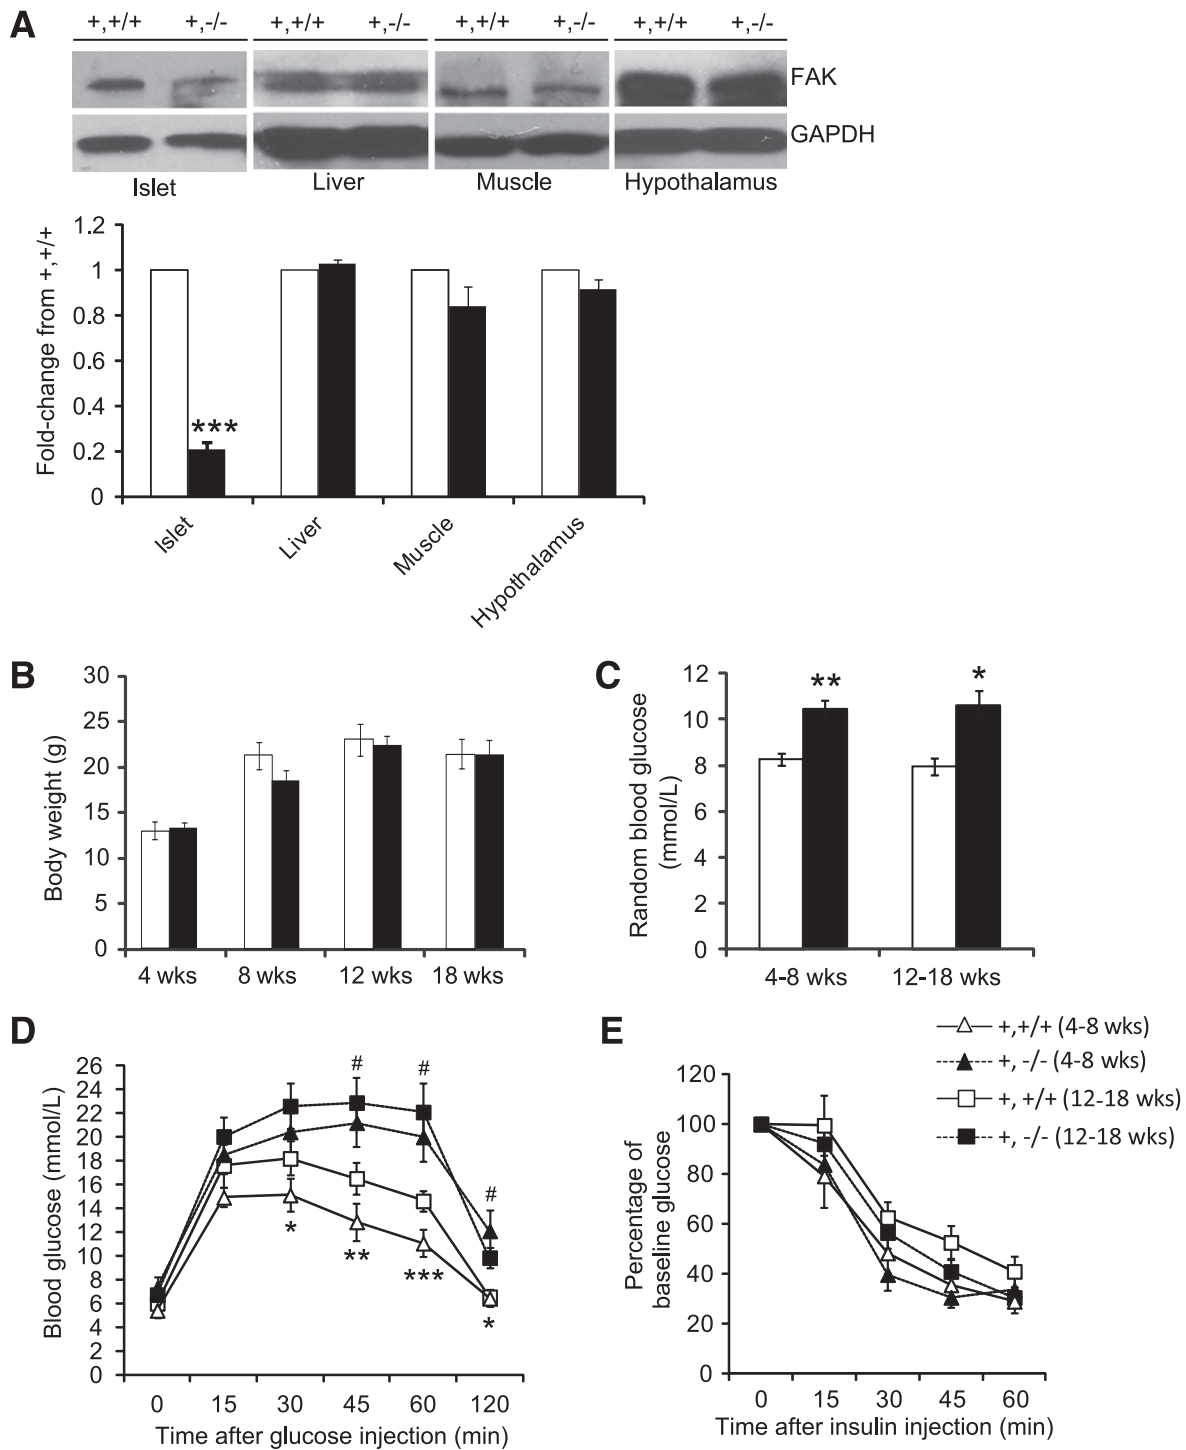 A
+,+/+ +,-/- +,+/+ +,-/- +,+/+ +,-/- +,+/+ +,-/-
FAK
GAPDH
Islet Liver Muscle Hypothalamus
Fold-change from +,+/+
1.2
1
0.8
0.6
0.4
0.2
0
***
Islet
Liver
Muscle
Hypothalamus
B
Body weight (g)
30
25
20
15
10
5
0
4 wks 8 wks 12 wks 18 wks
C
Random blood glucose
(mmol/L)
12
10
8
6
4
2
0
** *
4-8 wks 12-18 wks
D
Blood glucose (mmol/L)
26
24
22
20
18
16
14
12
10
8
6
4
2
0
# # #
* ** *** *
0 15 30 45 60 120
Time after glucose injection (min)
E
+,+/+ (4-8 wks)
+, -/- (4-8 wks)
+, +/+ (12-18 wks)
+, -/- (12-18 wks)
Percentage of
baseline glucose
120
100
80
60
40
20
0
0 15 30 45 60
Time after insulin injection (min)